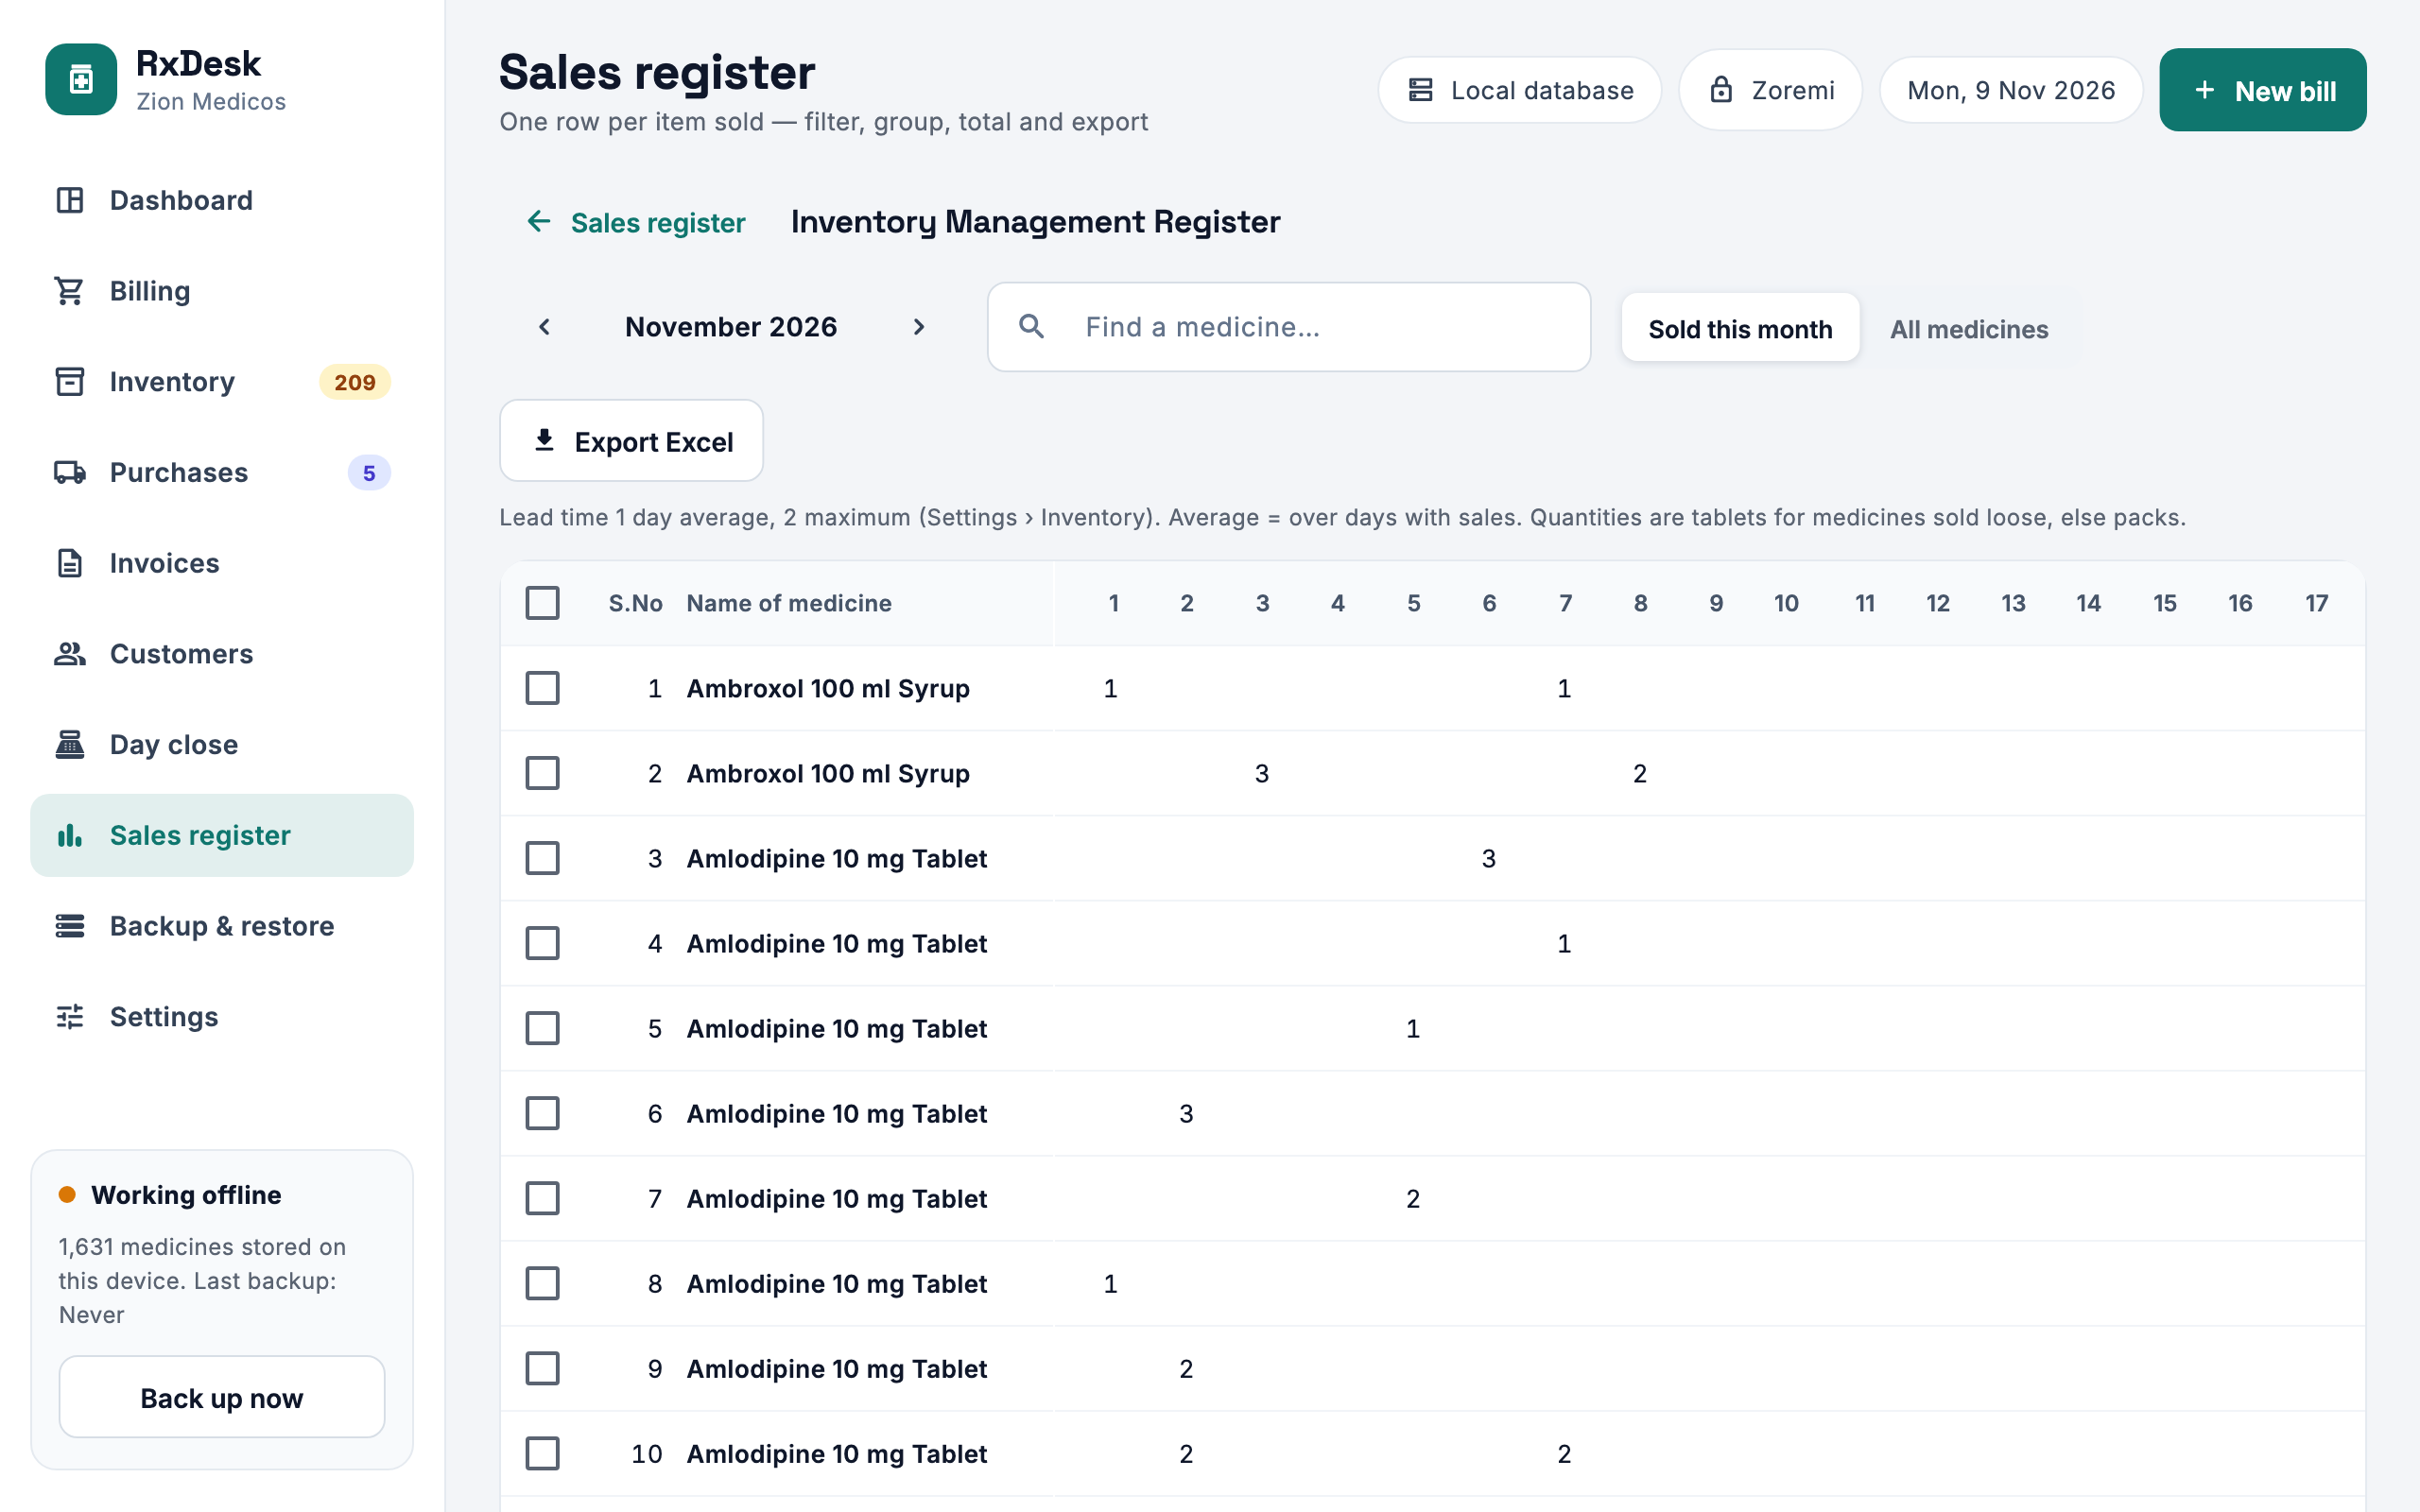 RxDesk
Zion Medicos
Dashboard
Billing
Inventory 209
Purchases 5
Invoices
Customers
Day close
Sales register
Backup & restore
Settings
Working offline
1,631 medicines stored on
this device. Last backup:
Never
Back up now
Sales register
One row per item sold — filter, group, total and export
Local database
Zoremi
Mon, 9 Nov 2026
+ New bill
← Sales register
Inventory Management Register
‹ November 2026 ›
Find a medicine...
Sold this month
All medicines
Export Excel
Lead time 1 day average, 2 maximum (Settings › Inventory). Average = over days with sales. Quantities are tablets for medicines sold loose, else packs.
S.No Name of medicine 1 2 3 4 5 6 7 8 9 10 11 12 13 14 15 16 17
1 Ambroxol 100 ml Syrup 1 1
2 Ambroxol 100 ml Syrup 3 2
3 Amlodipine 10 mg Tablet 3
4 Amlodipine 10 mg Tablet 1
5 Amlodipine 10 mg Tablet 1
6 Amlodipine 10 mg Tablet 3
7 Amlodipine 10 mg Tablet 2
8 Amlodipine 10 mg Tablet 1
9 Amlodipine 10 mg Tablet 2
10 Amlodipine 10 mg Tablet 2 2